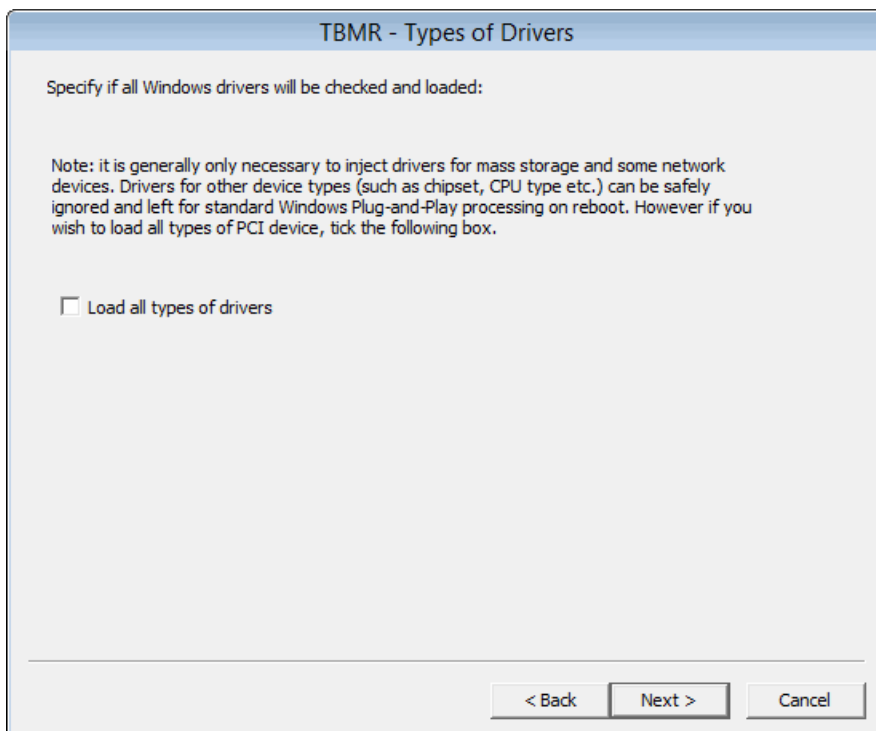 TBMR - Types of Drivers
Specify if all Windows drivers will be checked and loaded:
Note: it is generally only necessary to inject drivers for mass storage and some network
devices. Drivers for other device types (such as chipset, CPU type etc.) can be safely
ignored and left for standard Windows Plug-and-Play processing on reboot. However if you
wish to load all types of PCI device, tick the following box.
Load all types of drivers
< Back Next > Cancel